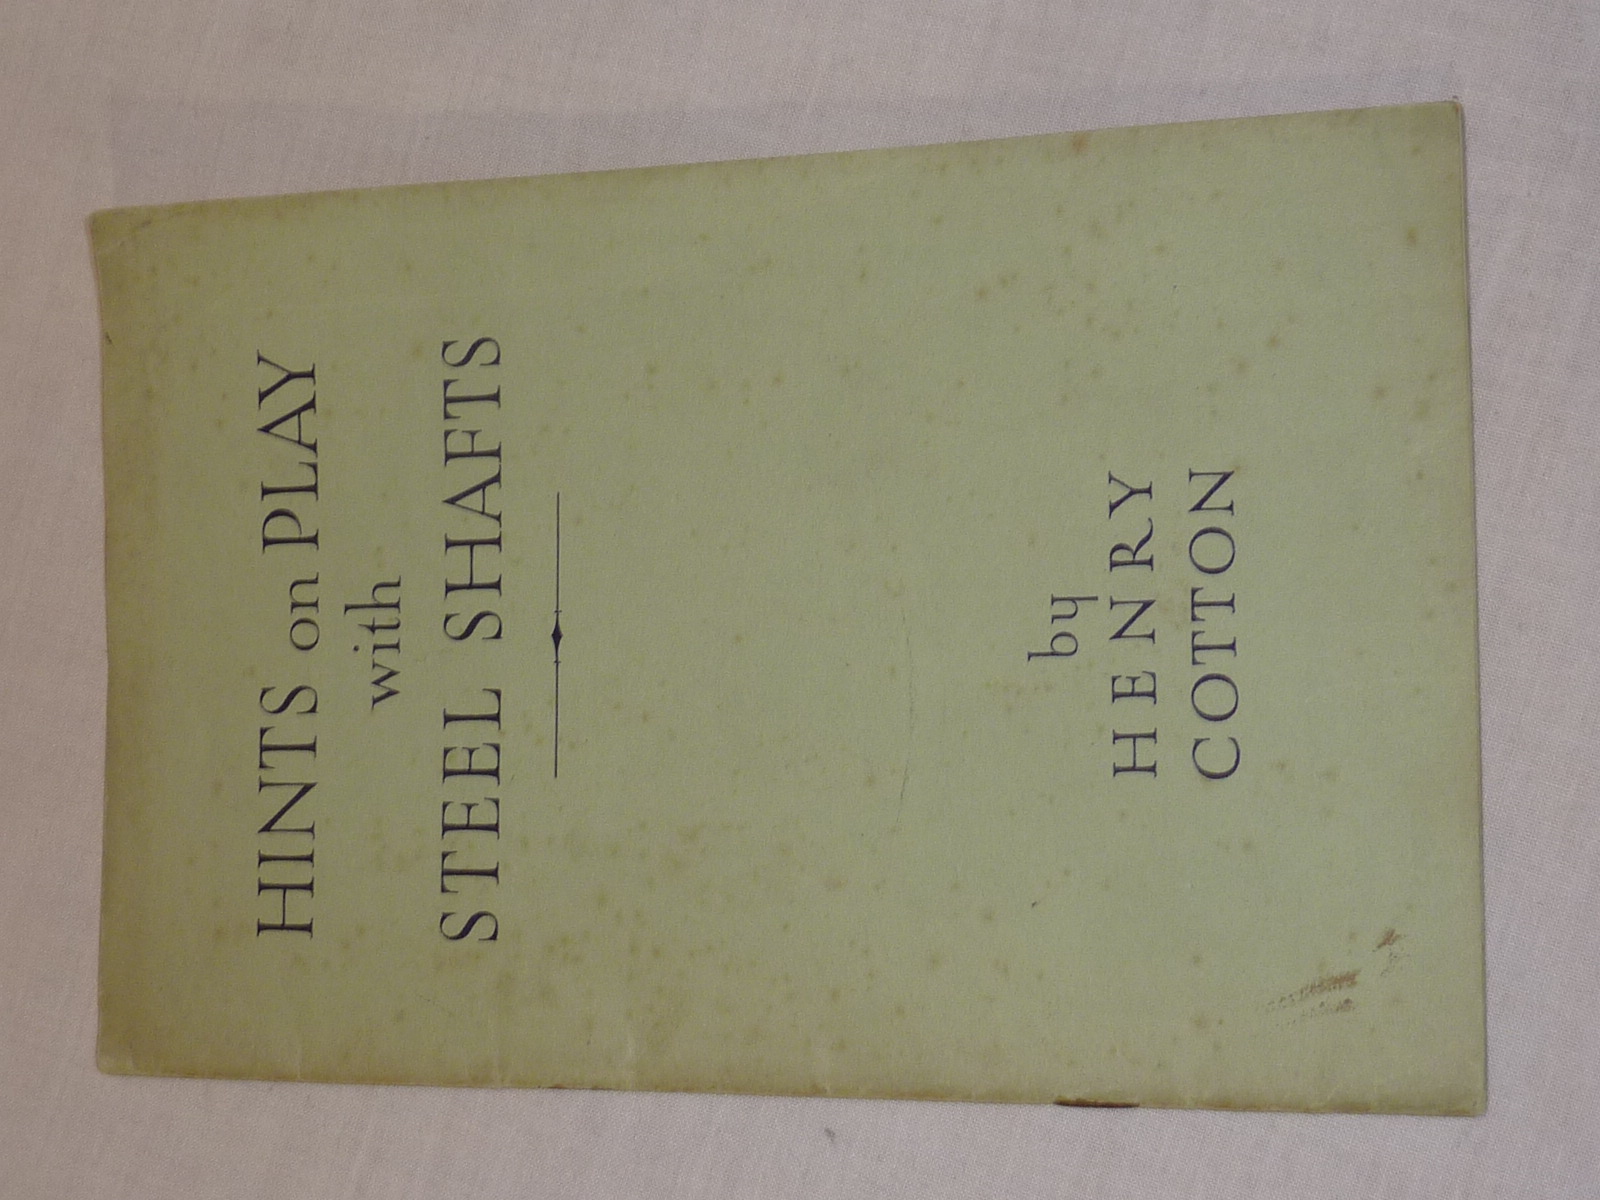 HINTS on PLAY
with
STEEL SHAFTS
by
HENRY
COTTON